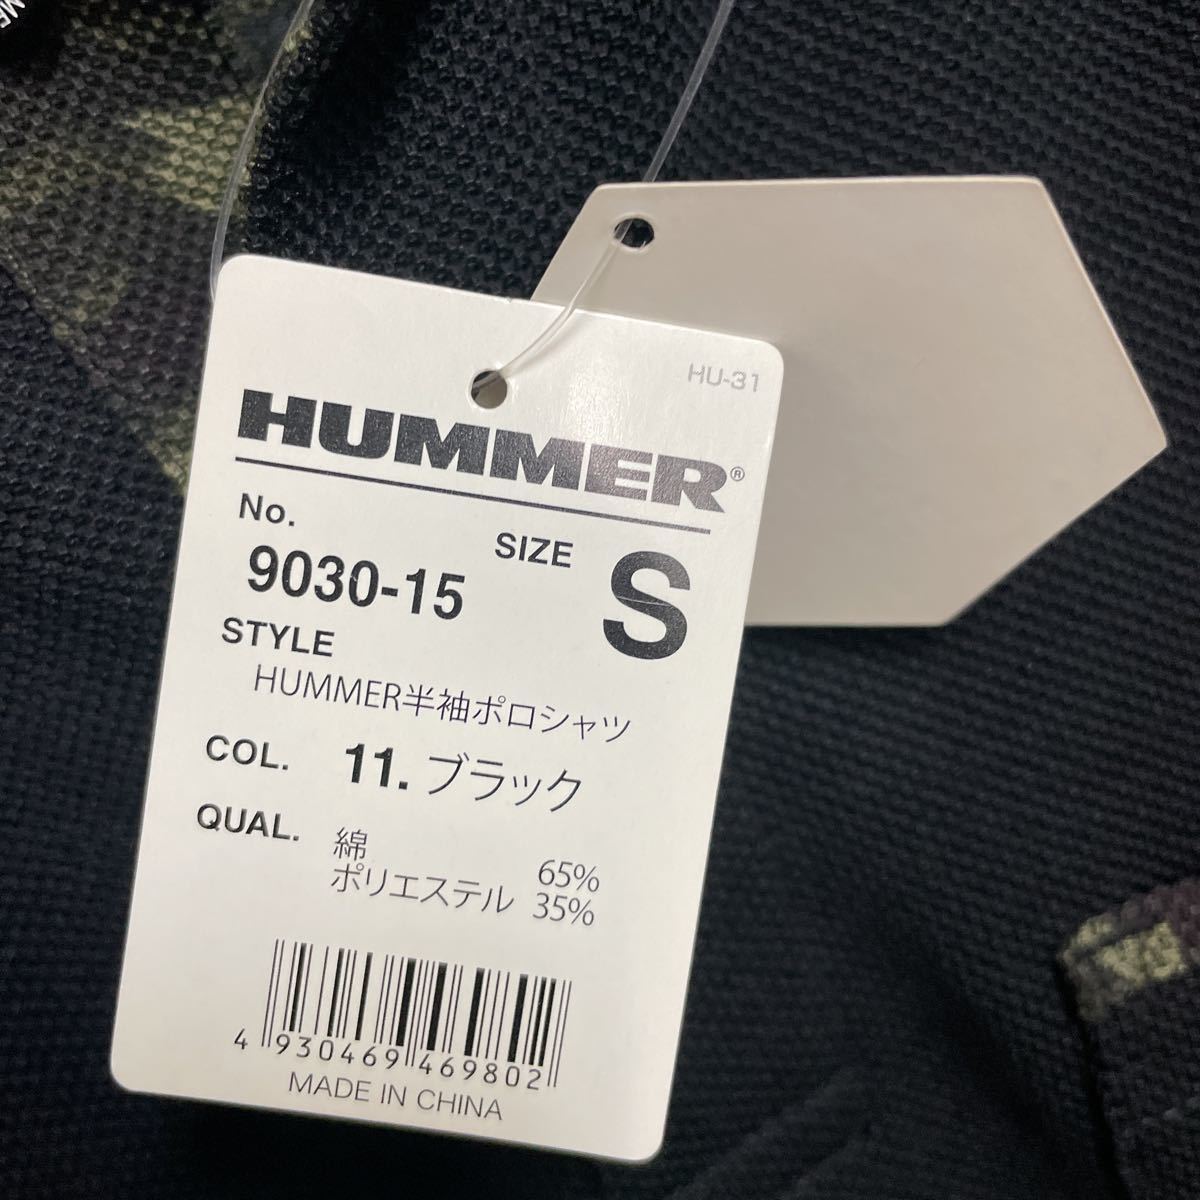 HU-31
HUMMER®
No. 9030-15
SIZE S
STYLE
HUMMER半袖ポロシャツ
COL. 11. ブラック
QUAL. 綿 65%
ポリエステル 35%
4 930469 469802
MADE IN CHINA